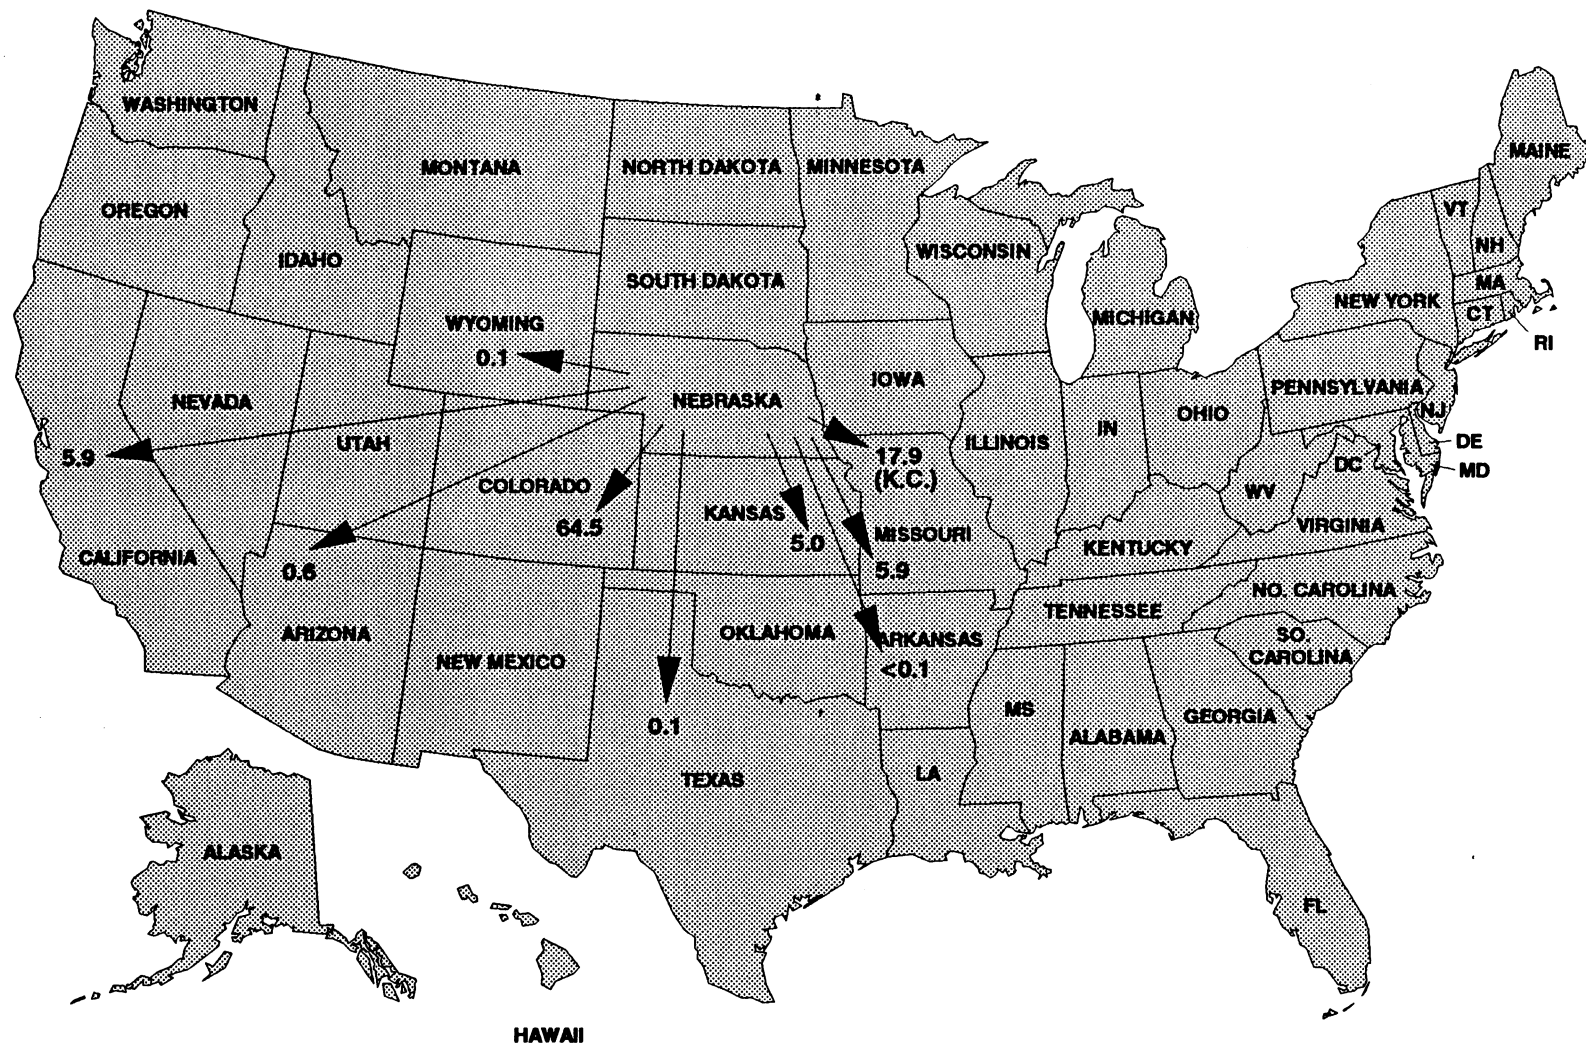 WASHINGTON
MONTANA
NORTH DAKOTA
MINNESOTA
MAINE
OREGON
VT
IDAHO
WISCONSIN
NH
SOUTH DAKOTA
MA
NEW YORK
CT
WYOMING
MICHIGAN
RI
0.1
IOWA
PENNSYLVANIA
NEVADA
NEBRASKA
OHIO
NJ
UTAH
ILLINOIS
IN
DE
5.9
17.9
(K.C.)
DC
MD
COLORADO
WV
64.5
KANSAS
VIRGINIA
5.0
MISSOURI
KENTUCKY
CALIFORNIA
0.6
5.9
NO. CAROLINA
TENNESSEE
ARIZONA
OKLAHOMA
ARKANSAS
SO.
CAROLINA
NEW MEXICO
<0.1
MS
GEORGIA
0.1
ALABAMA
TEXAS
LA
ALASKA
FL
HAWAII